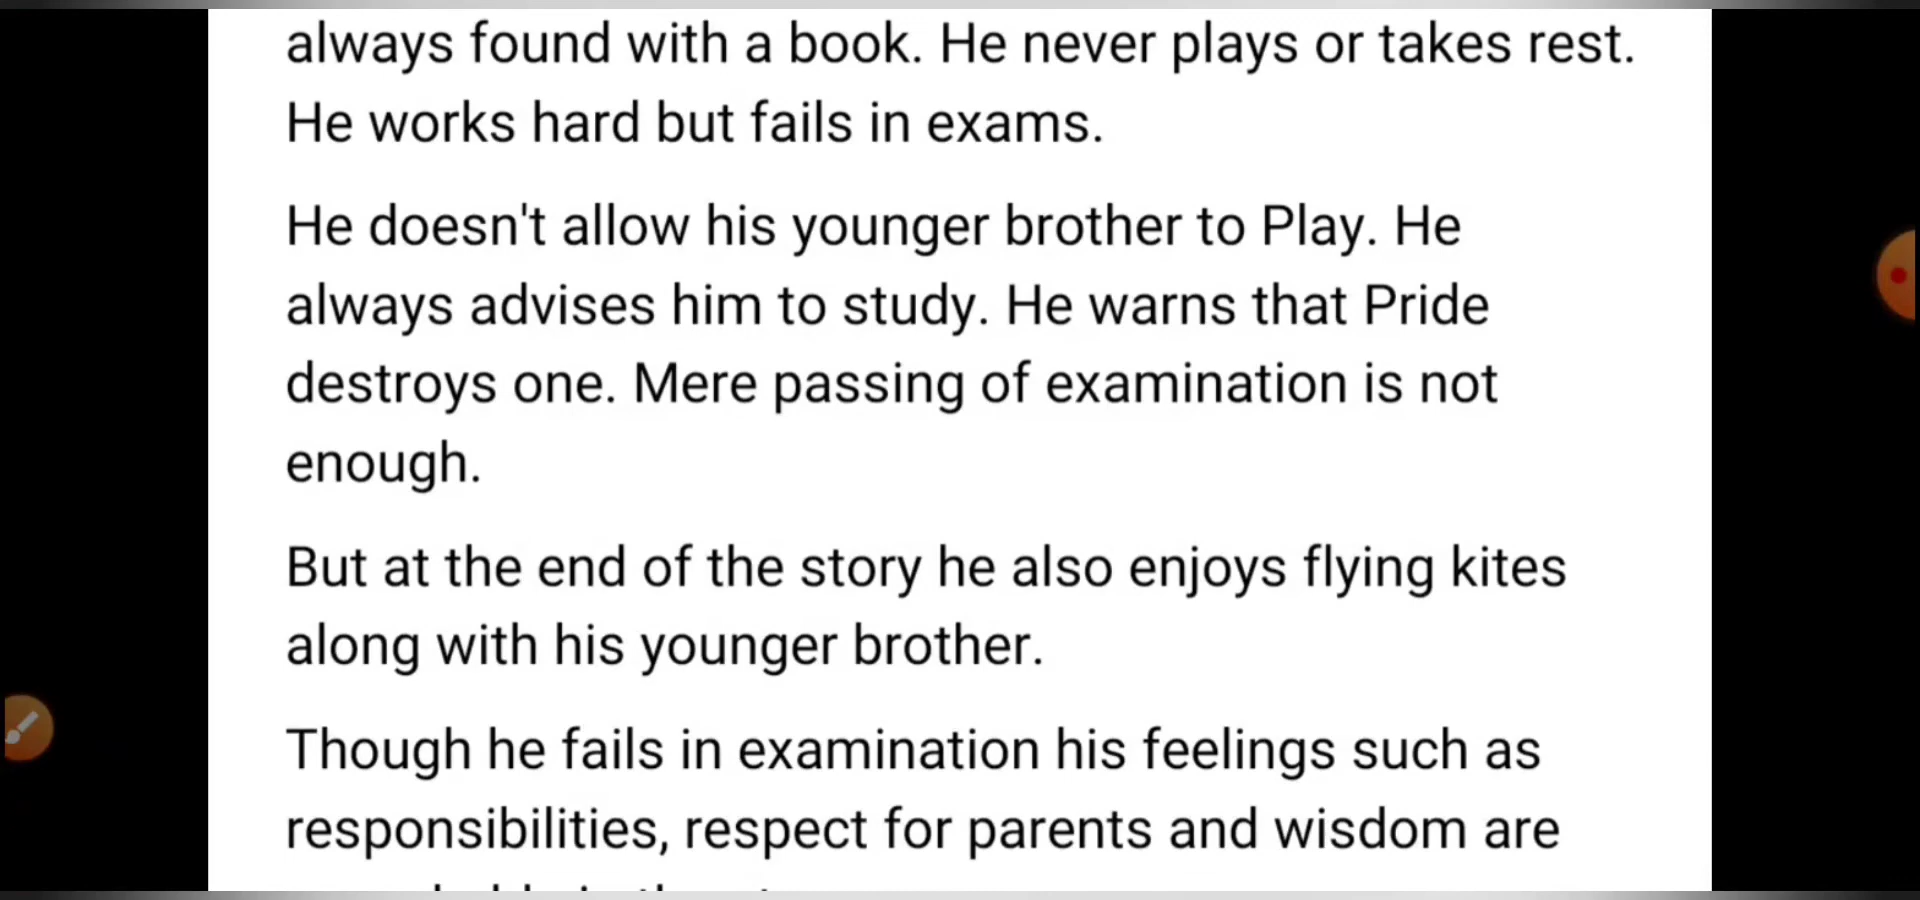 always found with a book. He never plays or takes rest.
He works hard but fails in exams.
He doesn't allow his younger brother to Play. He
always advises him to study. He warns that Pride
destroys one. Mere passing of examination is not
enough.
But at the end of the story he also enjoys flying kites
along with his younger brother.
Though he fails in examination his feelings such as
responsibilities, respect for parents and wisdom are